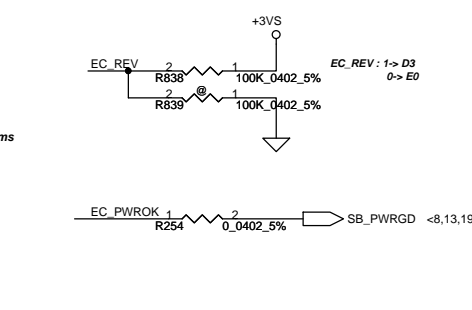 +3VS
EC_REV 2 1 EC_REV : 1-> D3
R838 100K_0402_5% 0-> E0
2 @ 1
R839 100K_0402_5%
ms
EC_PWROK 1 2 SB_PWRGD <8,13,19
R254 0_0402_5%